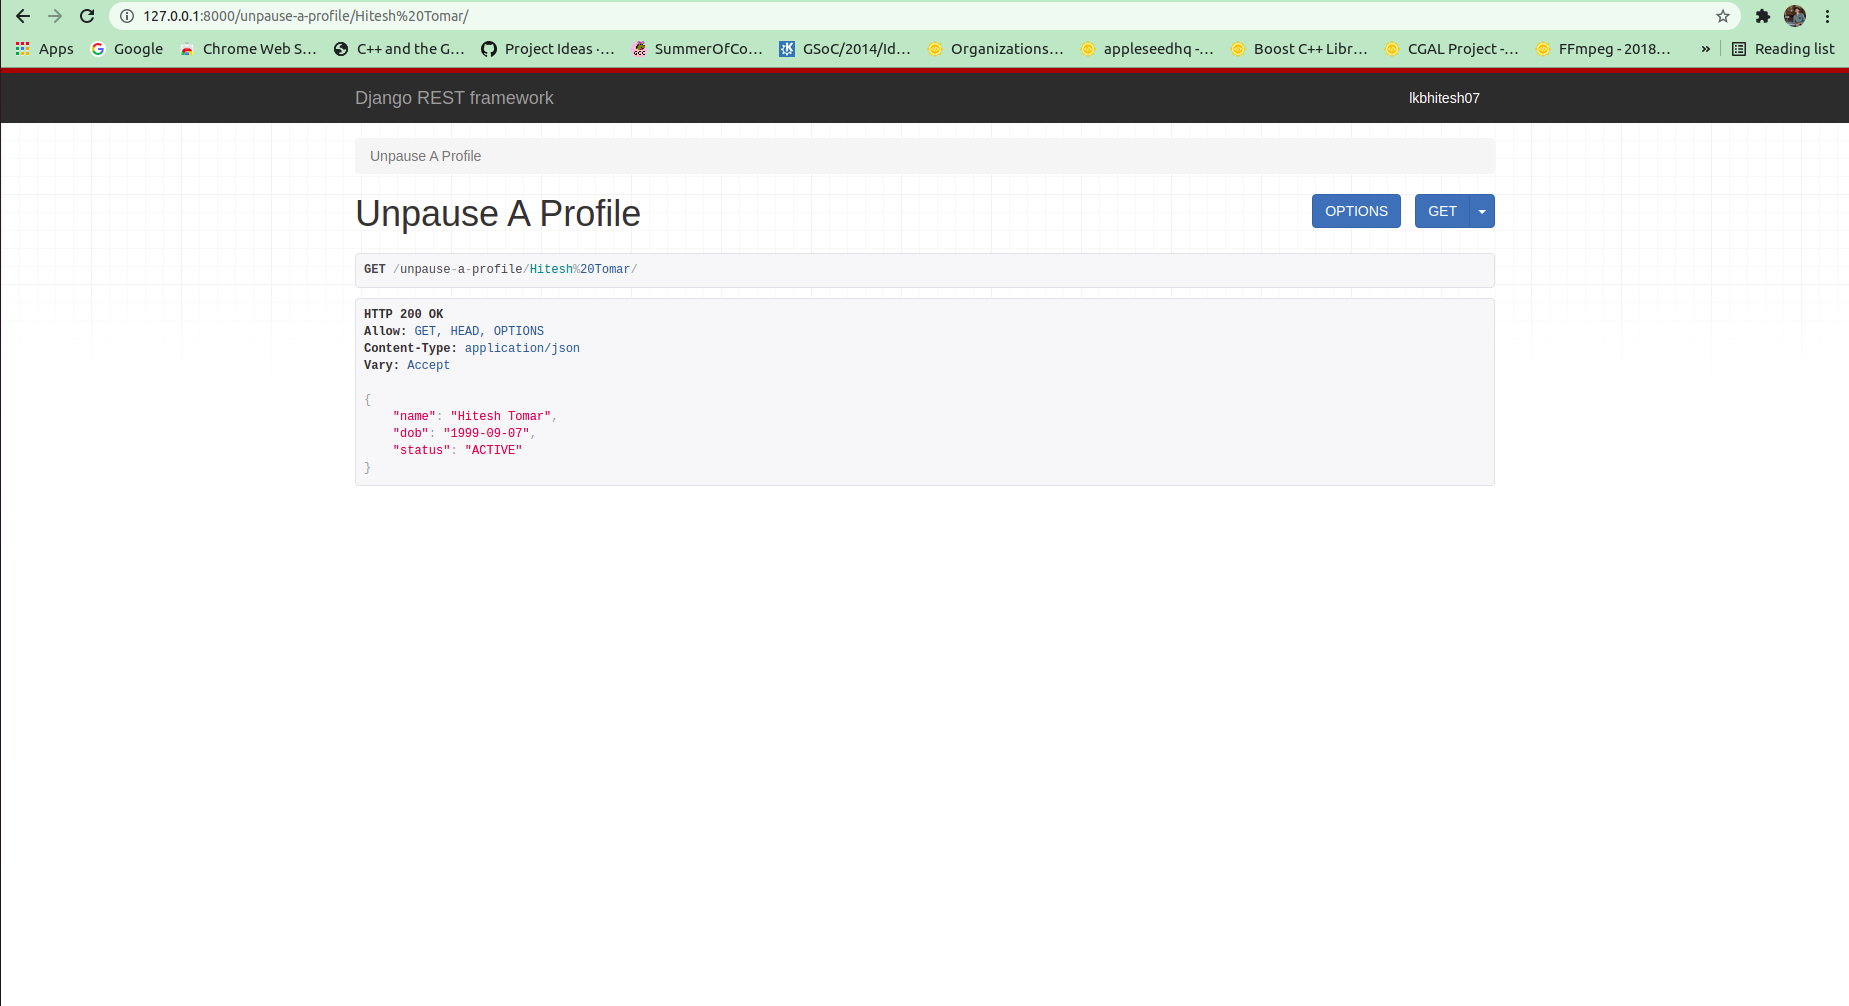 127.0.0.1:8000/unpause-a-profile/Hitesh%20Tomar/
Apps Google Chrome Web S... C++ and the G... Project Ideas ·... SummerOfCo... GSoC/2014/Id... Organizations... appleseedhq -... Boost C++ Libr... CGAL Project -... FFmpeg - 2018... » Reading list
Django REST framework lkbhitesh07
Unpause A Profile
Unpause A Profile OPTIONS GET
GET /unpause-a-profile/Hitesh%20Tomar/
HTTP 200 OK
Allow: GET, HEAD, OPTIONS
Content-Type: application/json
Vary: Accept
{
"name": "Hitesh Tomar",
"dob": "1999-09-07",
"status": "ACTIVE"
}